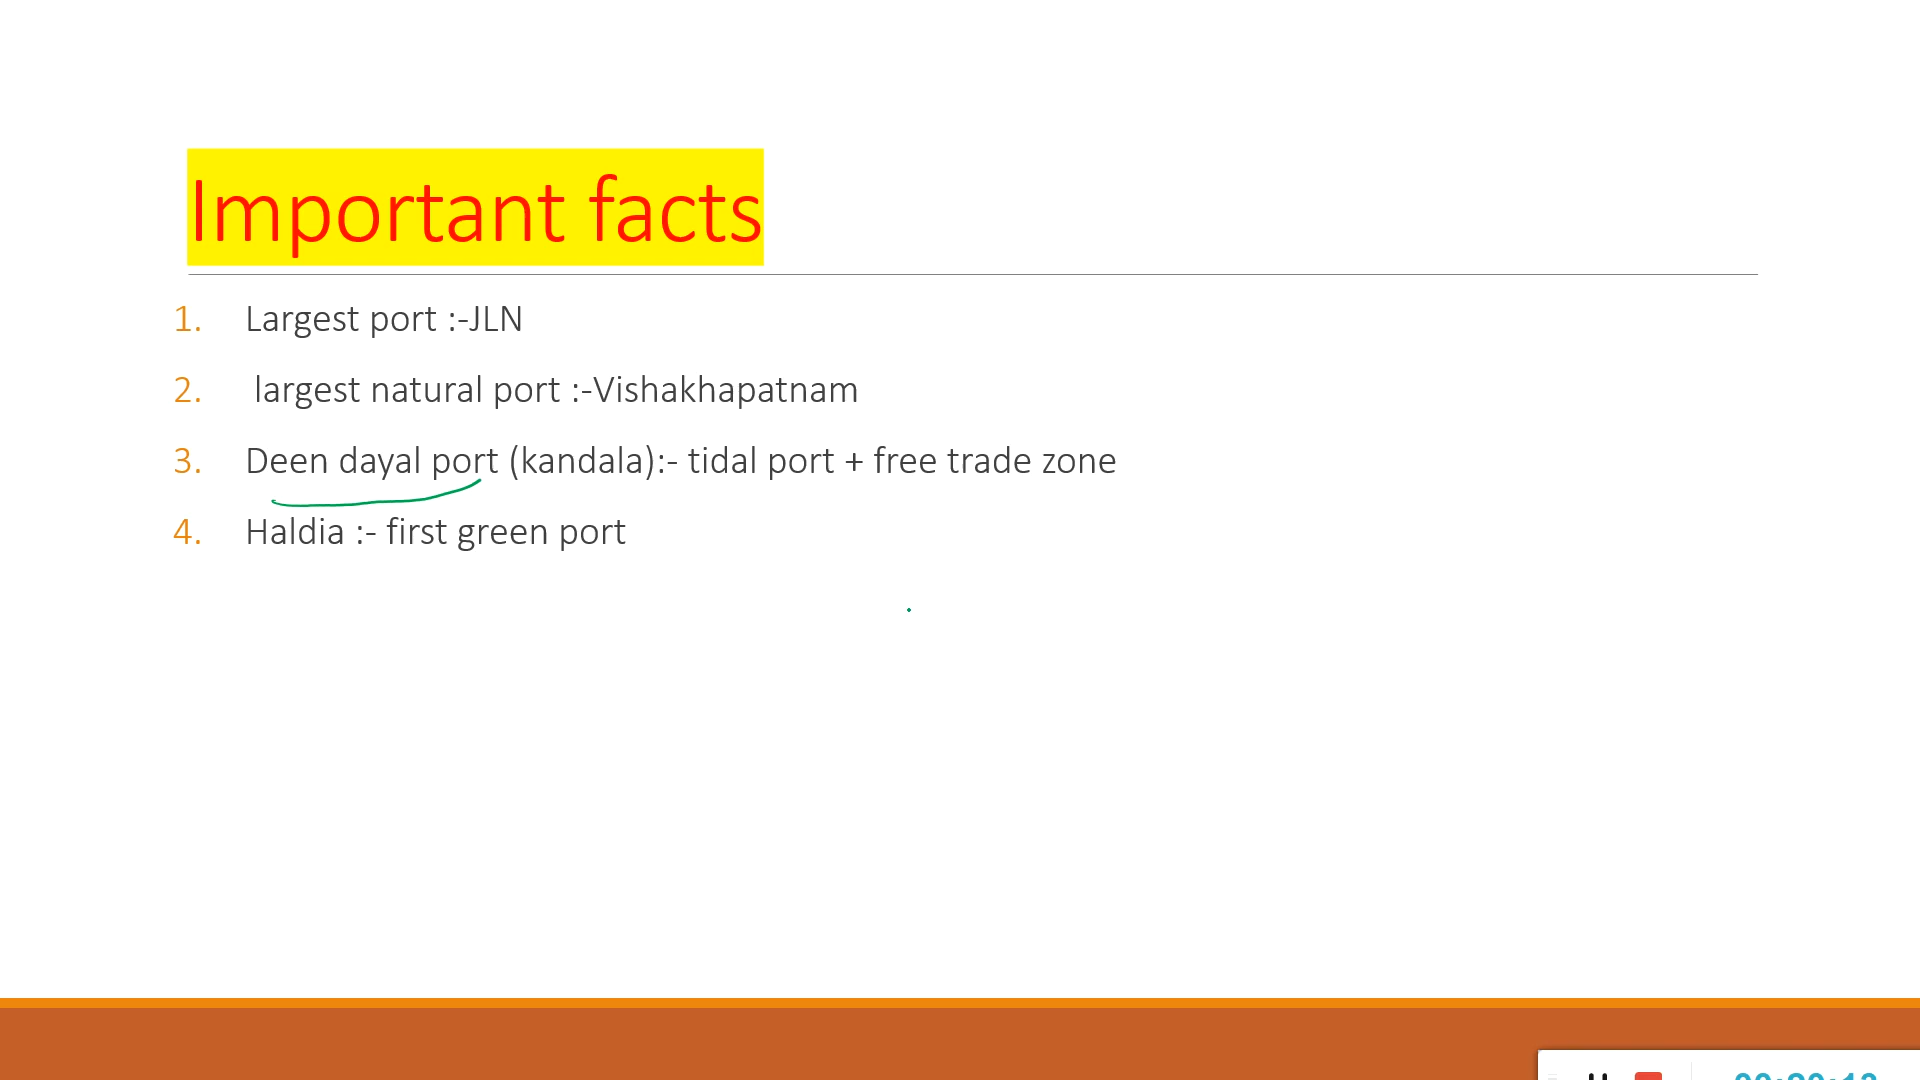 Important facts
1. Largest port :-JLN
2. largest natural port :-Vishakhapatnam
3. Deen dayal port (kandala):- tidal port + free trade zone
4. Haldia :- first green port